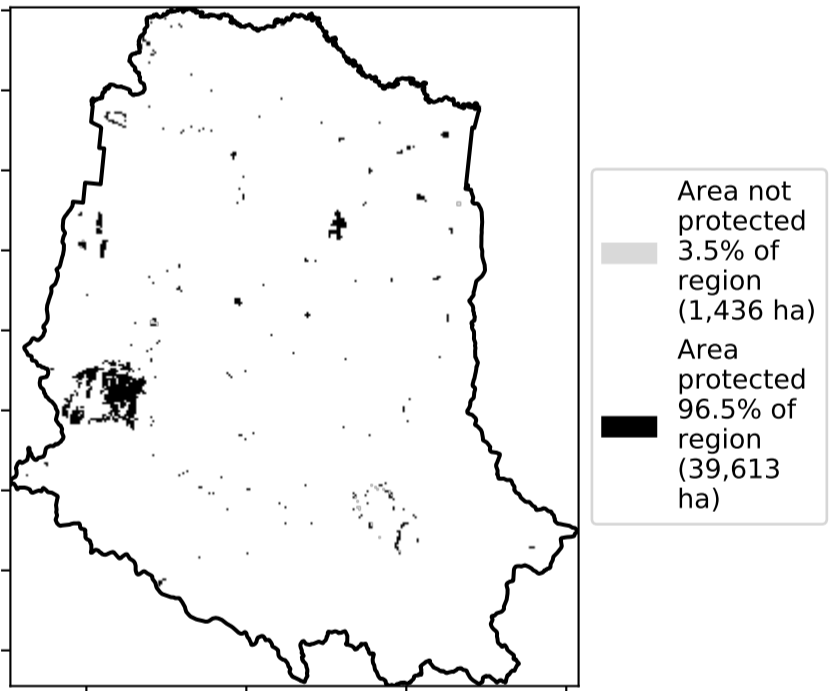 Area not
protected
3.5% of
region
(1,436 ha)
Area
protected
96.5% of
region
(39,613
ha)